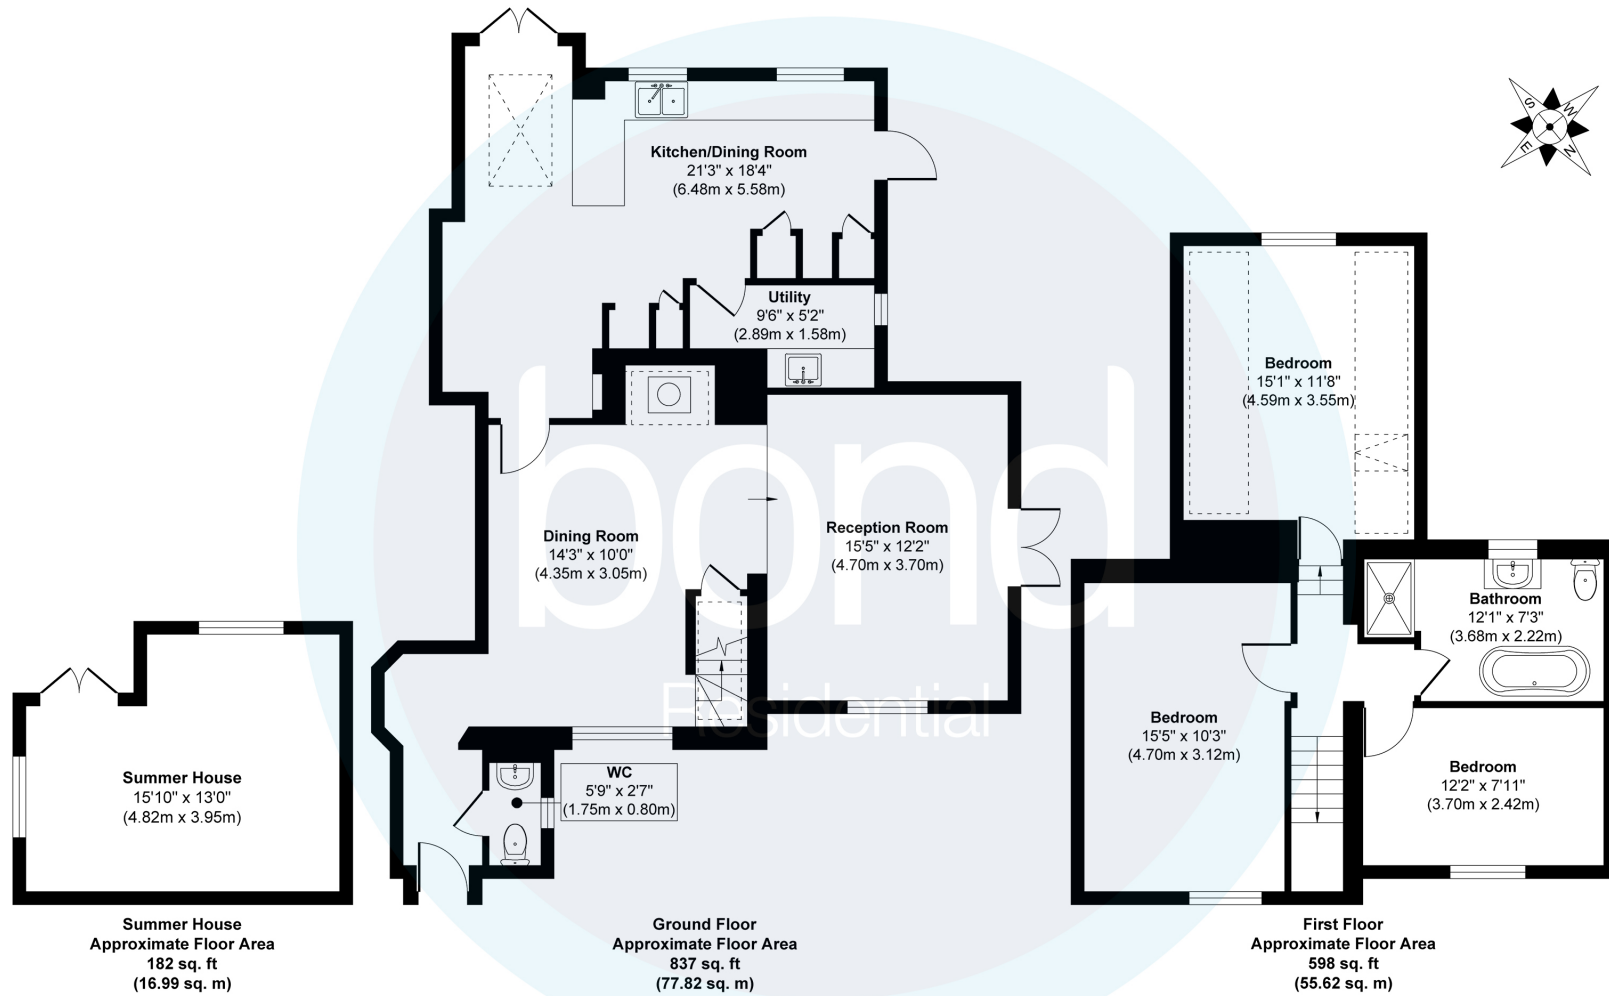 S
W
E
N
Kitchen/Dining Room
21'3" x 18'4"
(6.48m x 5.58m)
Utility
9'6" x 5'2"
(2.89m x 1.58m)
Dining Room
14'3" x 10'0"
(4.35m x 3.05m)
Reception Room
15'5" x 12'2"
(4.70m x 3.70m)
WC
5'9" x 2'7"
(1.75m x 0.80m)
bond
Residential
Summer House
15'10" x 13'0"
(4.82m x 3.95m)
Bedroom
15'1" x 11'8"
(4.59m x 3.55m)
Bathroom
12'1" x 7'3"
(3.68m x 2.22m)
Bedroom
15'5" x 10'3"
(4.70m x 3.12m)
Bedroom
12'2" x 7'11"
(3.70m x 2.42m)
Summer House
Approximate Floor Area
182 sq. ft
(16.99 sq. m)
Ground Floor
Approximate Floor Area
837 sq. ft
(77.82 sq. m)
First Floor
Approximate Floor Area
598 sq. ft
(55.62 sq. m)